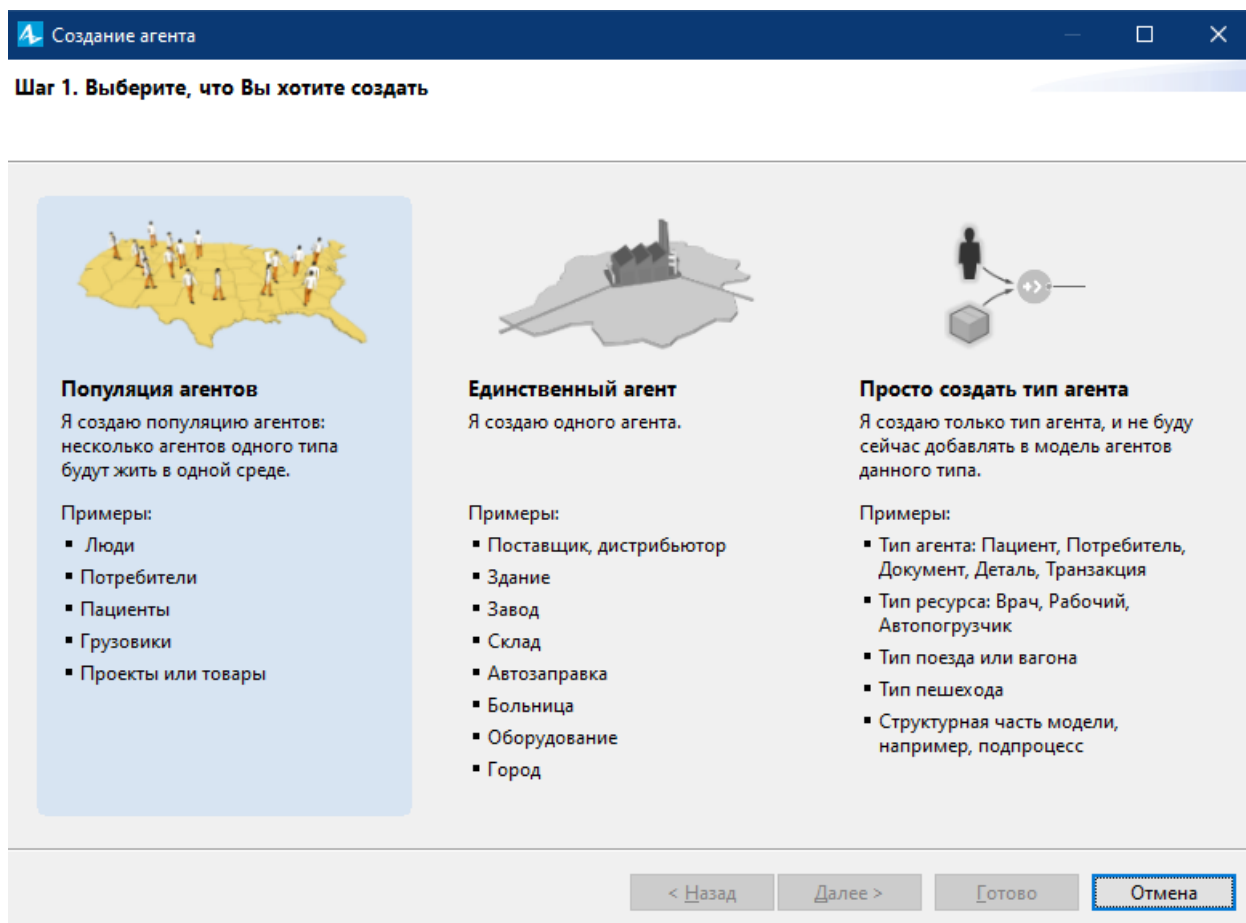 Создание агента
Шаг 1. Выберите, что Вы хотите создать
Популяция агентов
Я создаю популяцию агентов:
несколько агентов одного типа
будут жить в одной среде.
Примеры:
▪ Люди
▪ Потребители
▪ Пациенты
▪ Грузовики
▪ Проекты или товары
Единственный агент
Я создаю одного агента.
Примеры:
▪ Поставщик, дистрибьютор
▪ Здание
▪ Завод
▪ Склад
▪ Автозаправка
▪ Больница
▪ Оборудование
▪ Город
Просто создать тип агента
Я создаю только тип агента, и не буду
сейчас добавлять в модель агентов
данного типа.
Примеры:
▪ Тип агента: Пациент, Потребитель,
Документ, Деталь, Транзакция
▪ Тип ресурса: Врач, Рабочий,
Автопогрузчик
▪ Тип поезда или вагона
▪ Тип пешехода
▪ Структурная часть модели,
например, подпроцесс
< Назад
Далее >
Готово
Отмена